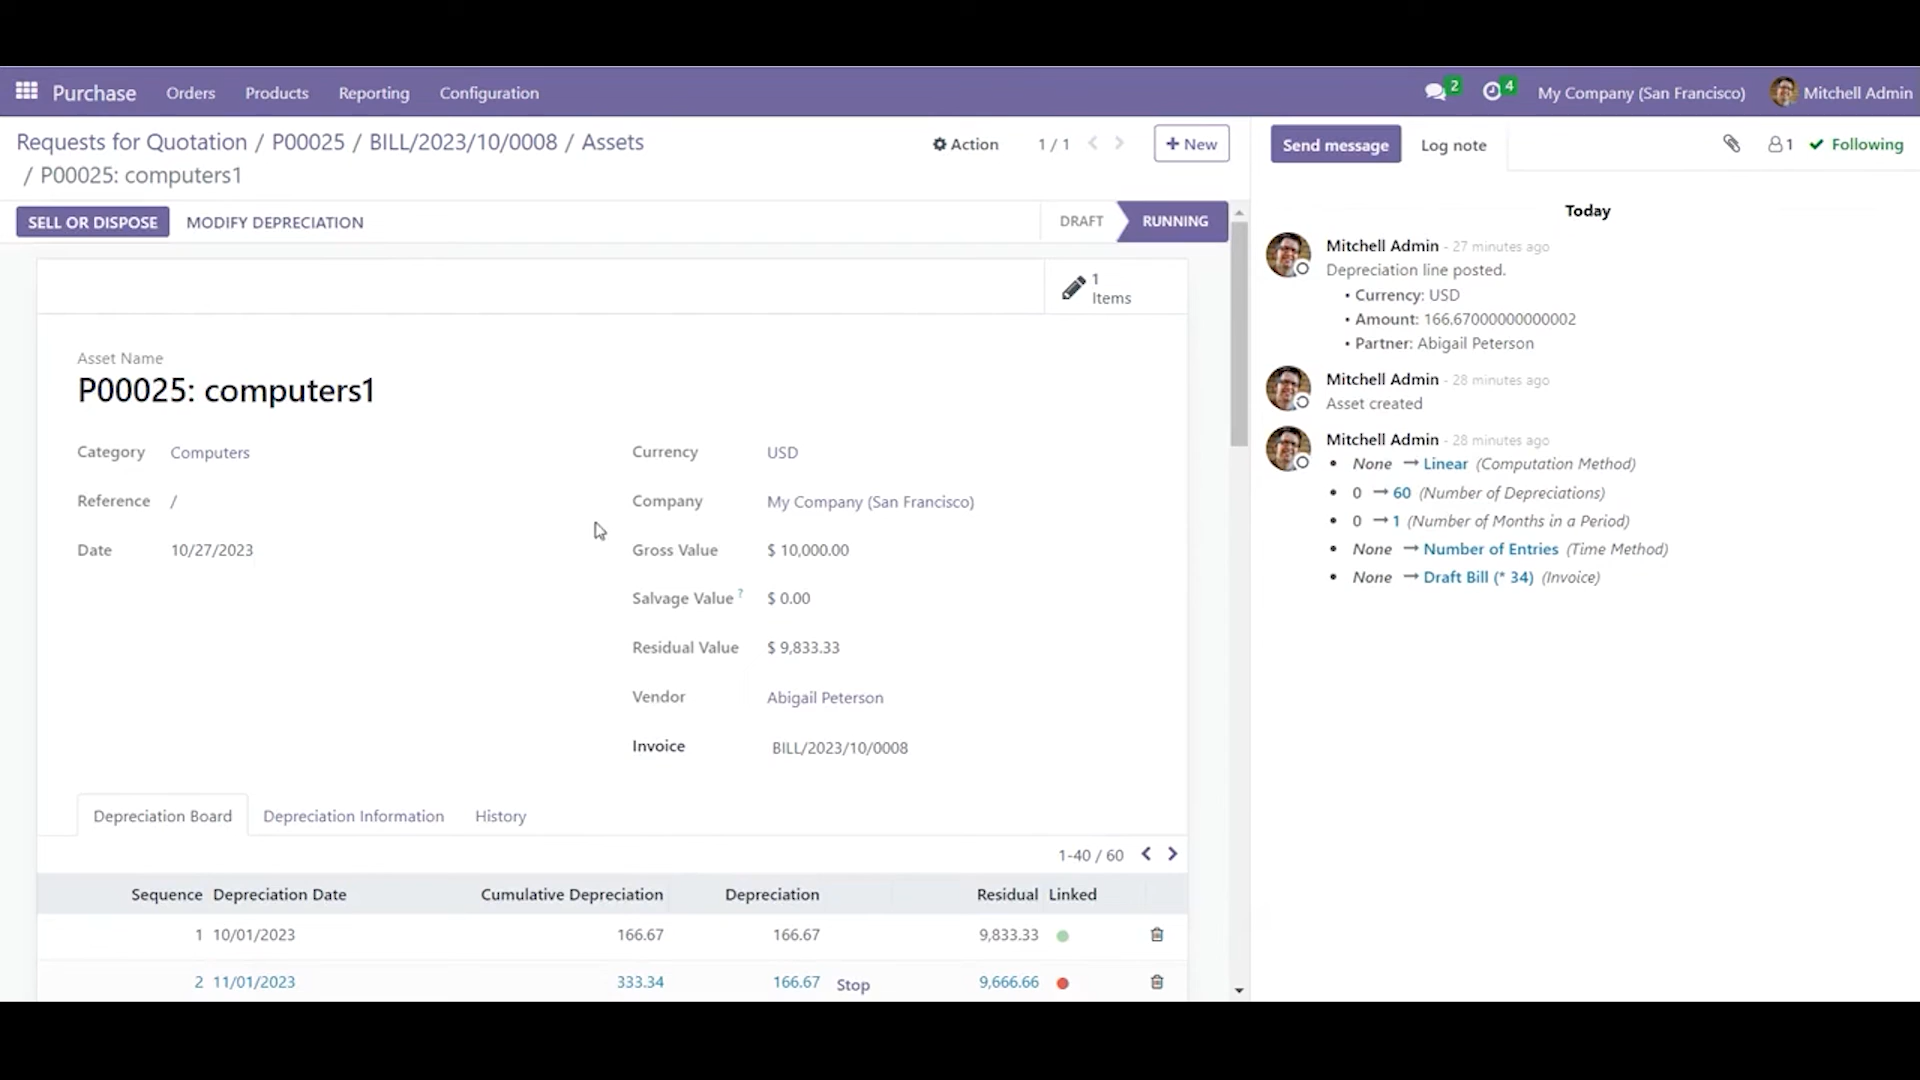 Purchase Orders Products Reporting Configuration 2 4 My Company (San Francisco) Mitchell Admin
Requests for Quotation / P00025 / BILL/2023/10/0008 / Assets
/ P00025: computers1
Action 1 / 1 New
SELL OR DISPOSE MODIFY DEPRECIATION DRAFT RUNNING
1
Items
Asset Name
P00025: computers1
Category Computers
Reference /
Date 10/27/2023
Currency USD
Company My Company (San Francisco)
Gross Value $ 10,000.00
Salvage Value ? $ 0.00
Residual Value $ 9,833.33
Vendor Abigail Peterson
Invoice BILL/2023/10/0008
Depreciation Board Depreciation Information History
1-40 / 60
Sequence Depreciation Date Cumulative Depreciation Depreciation Residual Linked
1 10/01/2023 166.67 166.67 9,833.33
2 11/01/2023 333.34 166.67 Stop 9,666.66
Send message Log note 1 Following
Today
Mitchell Admin - 27 minutes ago
Depreciation line posted.
• Currency: USD
• Amount: 166.67000000000002
• Partner: Abigail Peterson
Mitchell Admin - 28 minutes ago
Asset created
Mitchell Admin - 28 minutes ago
• None → Linear (Computation Method)
• 0 → 60 (Number of Depreciations)
• 0 → 1 (Number of Months in a Period)
• None → Number of Entries (Time Method)
• None → Draft Bill (* 34) (Invoice)